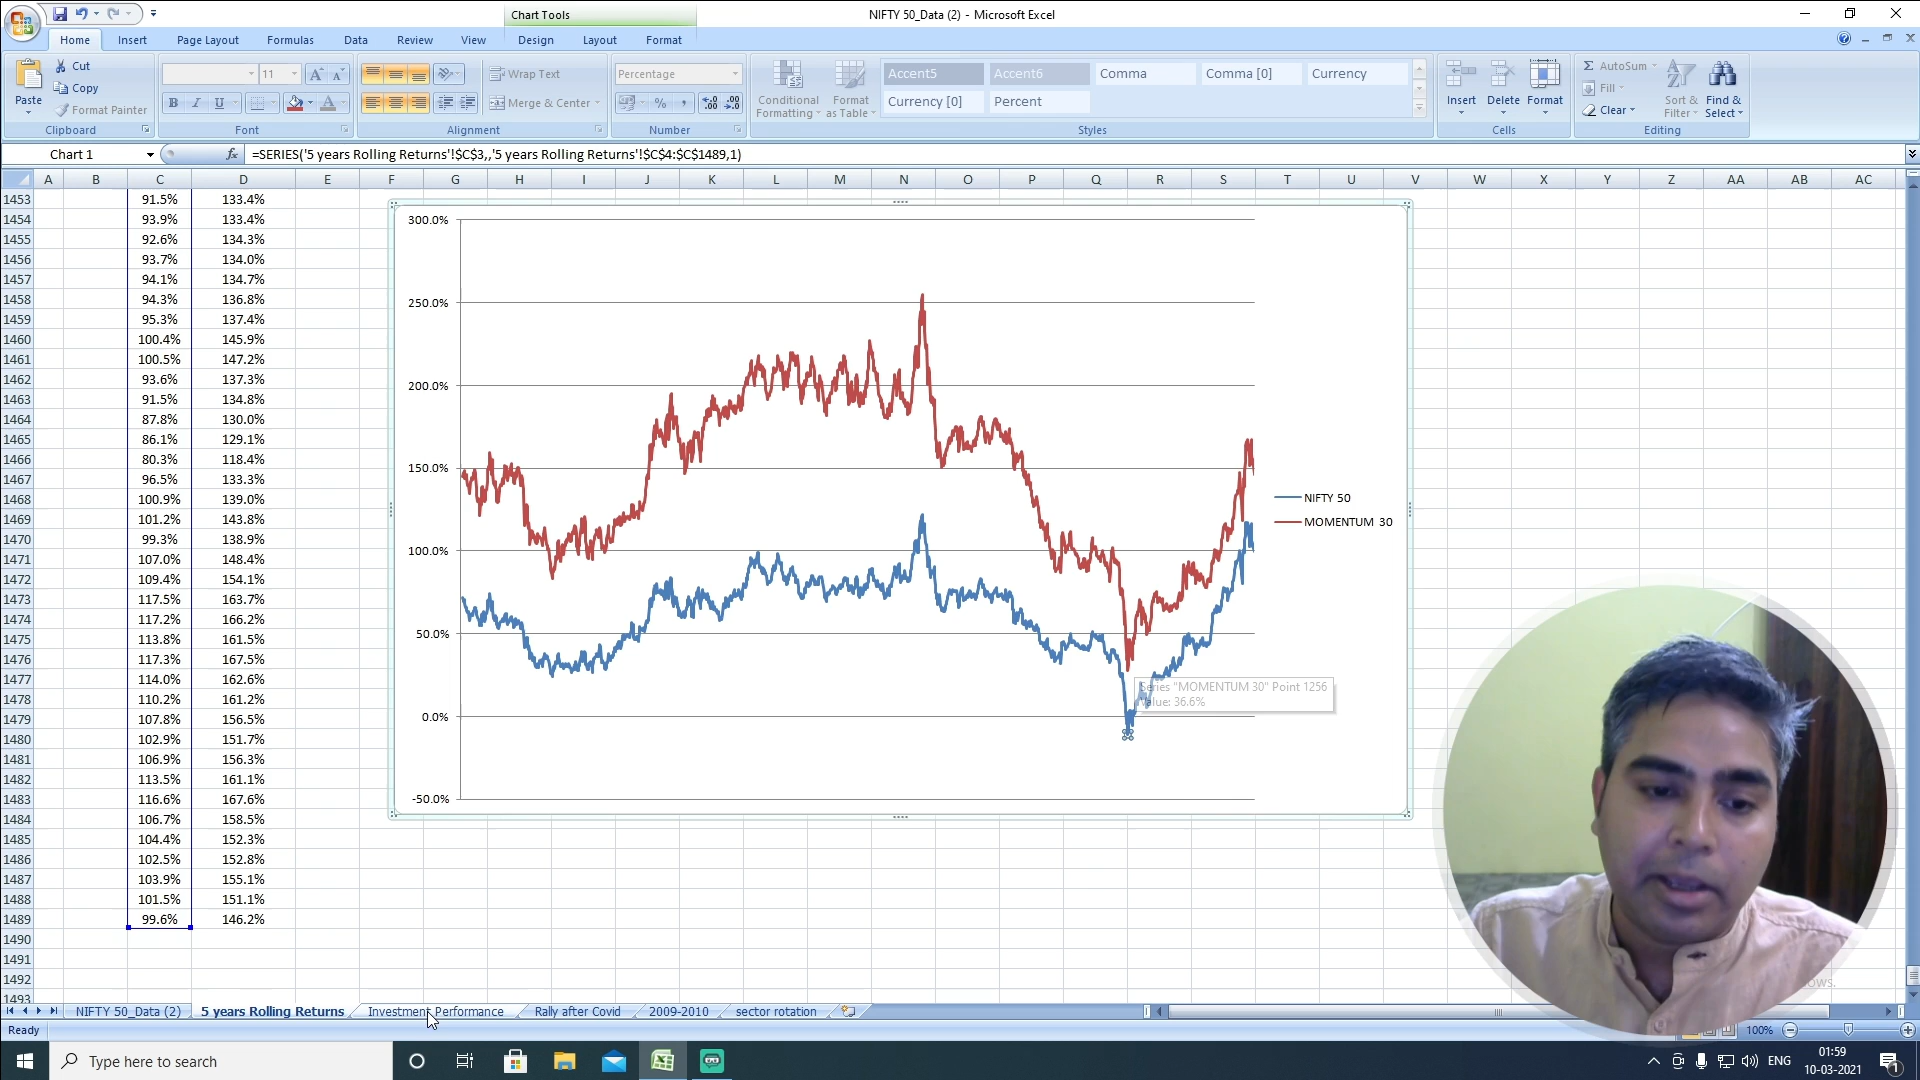 Chart Tools
NIFTY 50_Data (2) - Microsoft Excel
Home Insert Page Layout Formulas Data Review View Design Layout Format
Paste
Cut
Copy
Format Painter
Clipboard
11 A A
B I U A
Font
Wrap Text
Merge & Center
Alignment
Percentage
%
Number
Conditional Formatting
Format as Table
Accent5 Accent6 Comma Comma [0] Currency
Currency [0] Percent
Styles
Insert Delete Format
Cells
Σ AutoSum
Fill
Clear
Sort & Filter
Find & Select
Editing
Chart 1 fx =SERIES('5 years Rolling Returns'!$C$3,,'5 years Rolling Returns'!$C$4:$C$1489,1)
A B C D E F G H I J K L M N O P Q R S T U V W X Y Z AA AB AC
1453 91.5% 133.4%
1454 93.9% 133.4%
1455 92.6% 134.3%
1456 93.7% 134.0%
1457 94.1% 134.7%
1458 94.3% 136.8%
1459 95.3% 137.4%
1460 100.4% 145.9%
1461 100.5% 147.2%
1462 93.6% 137.3%
1463 91.5% 134.8%
1464 87.8% 130.0%
1465 86.1% 129.1%
1466 80.3% 118.4%
1467 96.5% 133.3%
1468 100.9% 139.0%
1469 101.2% 143.8%
1470 99.3% 138.9%
1471 107.0% 148.4%
1472 109.4% 154.1%
1473 117.5% 163.7%
1474 117.2% 166.2%
1475 113.8% 161.5%
1476 117.3% 167.5%
1477 114.0% 162.6%
1478 110.2% 161.2%
1479 107.8% 156.5%
1480 102.9% 151.7%
1481 106.9% 156.3%
1482 113.5% 161.1%
1483 116.6% 167.6%
1484 106.7% 158.5%
1485 104.4% 152.3%
1486 102.5% 152.8%
1487 103.9% 155.1%
1488 101.5% 151.1%
1489 99.6% 146.2%
1490
1491
1492
1493
300.0%
250.0%
200.0%
150.0%
100.0%
50.0%
0.0%
-50.0%
NIFTY 50
MOMENTUM 30
Series "MOMENTUM 30" Point 1256
Value: 36.6%
NIFTY 50_Data (2) 5 years Rolling Returns Investment Performance Rally after Covid 2009-2010 sector rotation
Ready
100%
Type here to search
ENG
01:59
10-03-2021
1